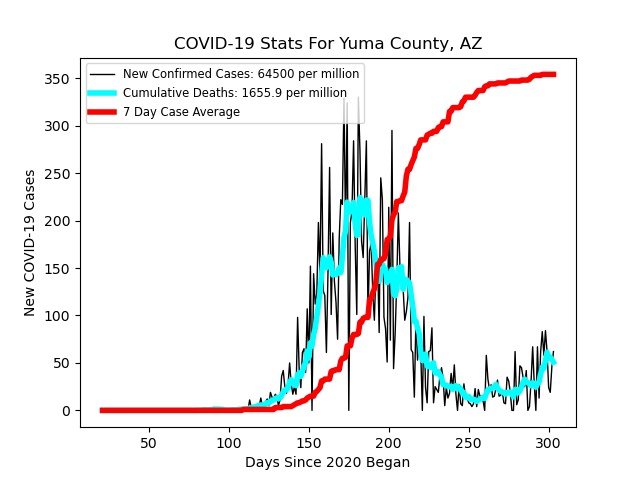 COVID-19 Stats For Yuma County, AZ
New Confirmed Cases: 64500 per million
Cumulative Deaths: 1655.9 per million
7 Day Case Average
New COVID-19 Cases
350
300
250
200
150
100
50
0
50 100 150 200 250 300
Days Since 2020 Began